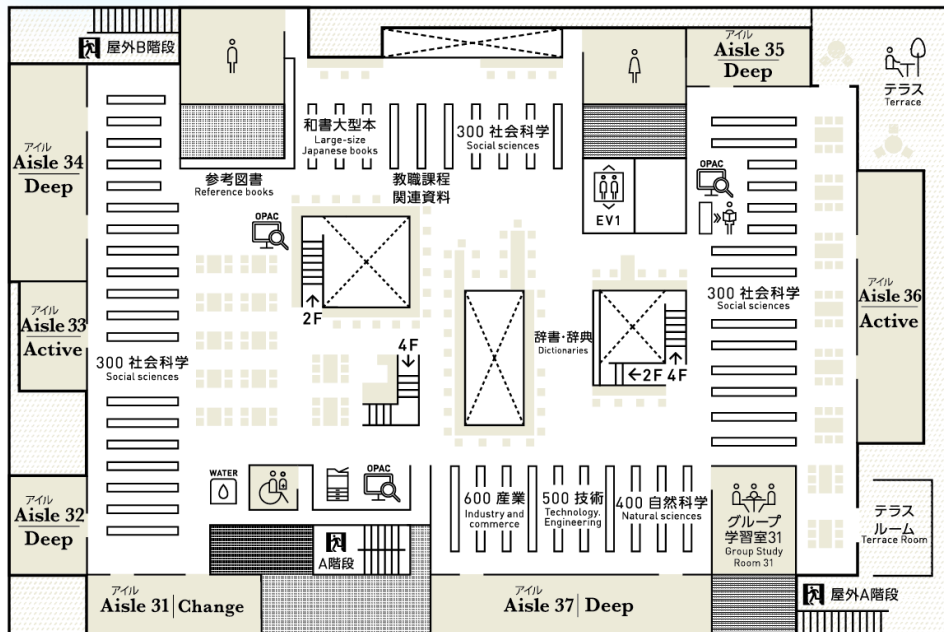 屋外B階段
アイル
Aisle 35
Deep
テラス
Terrace
和書大型本
Large-size
Japanese books
300 社会科学
Social sciences
アイル
Aisle 34
Deep
参考図書
Reference books
教職課程
関連資料
OPAC
EV1
OPAC
2F
アイル
Aisle 33
Active
300 社会科学
Social sciences
4F
辞書・辞典
Dictionaries
←2F 4F
300 社会科学
Social sciences
アイル
Aisle 36
Active
WATER
OPAC
600 産業
Industry and
commerce
500 技術
Technology.
Engineering
400 自然科学
Natural sciences
グループ
学習室31
Group Study
Room 31
テラス
ルーム
Terrace Room
アイル
Aisle 32
Deep
A階段
アイル
Aisle 31 | Change
アイル
Aisle 37 | Deep
屋外A階段